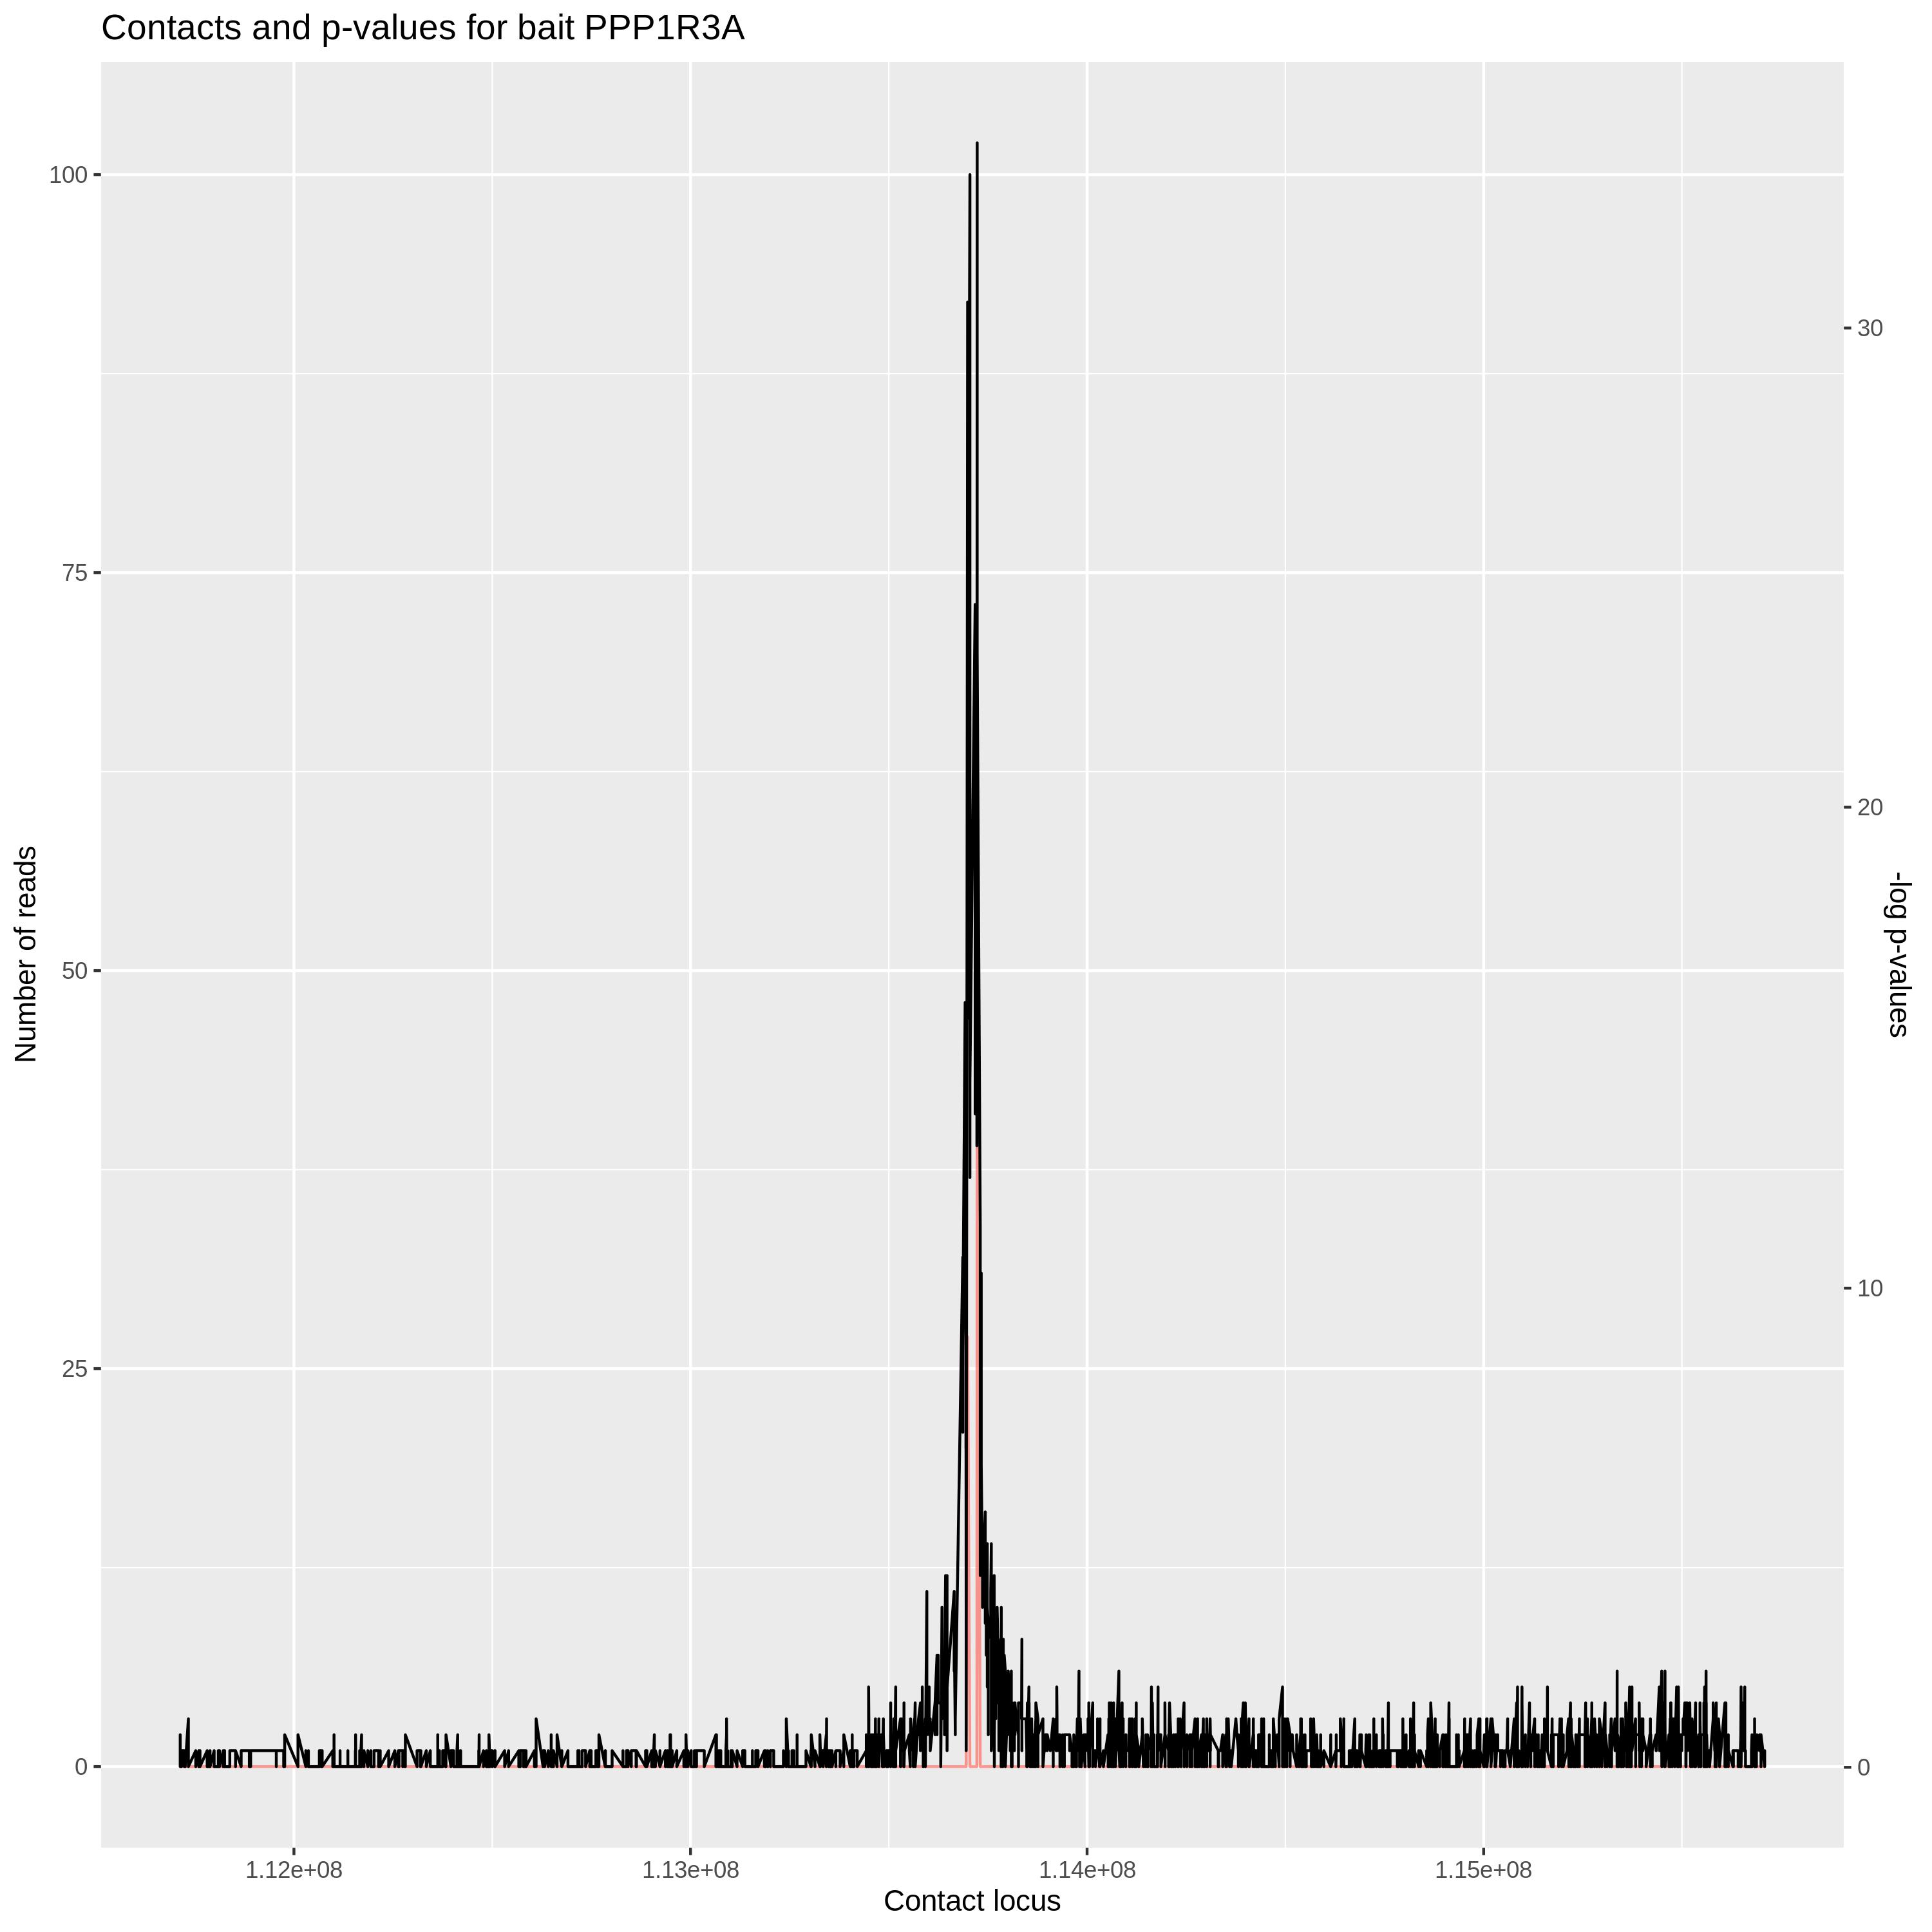 Contacts and p-values for bait PPP1R3A
100
75
50
25
0
Number of reads
30
20
10
0
-log p-values
1.12e+08
1.13e+08
1.14e+08
1.15e+08
Contact locus